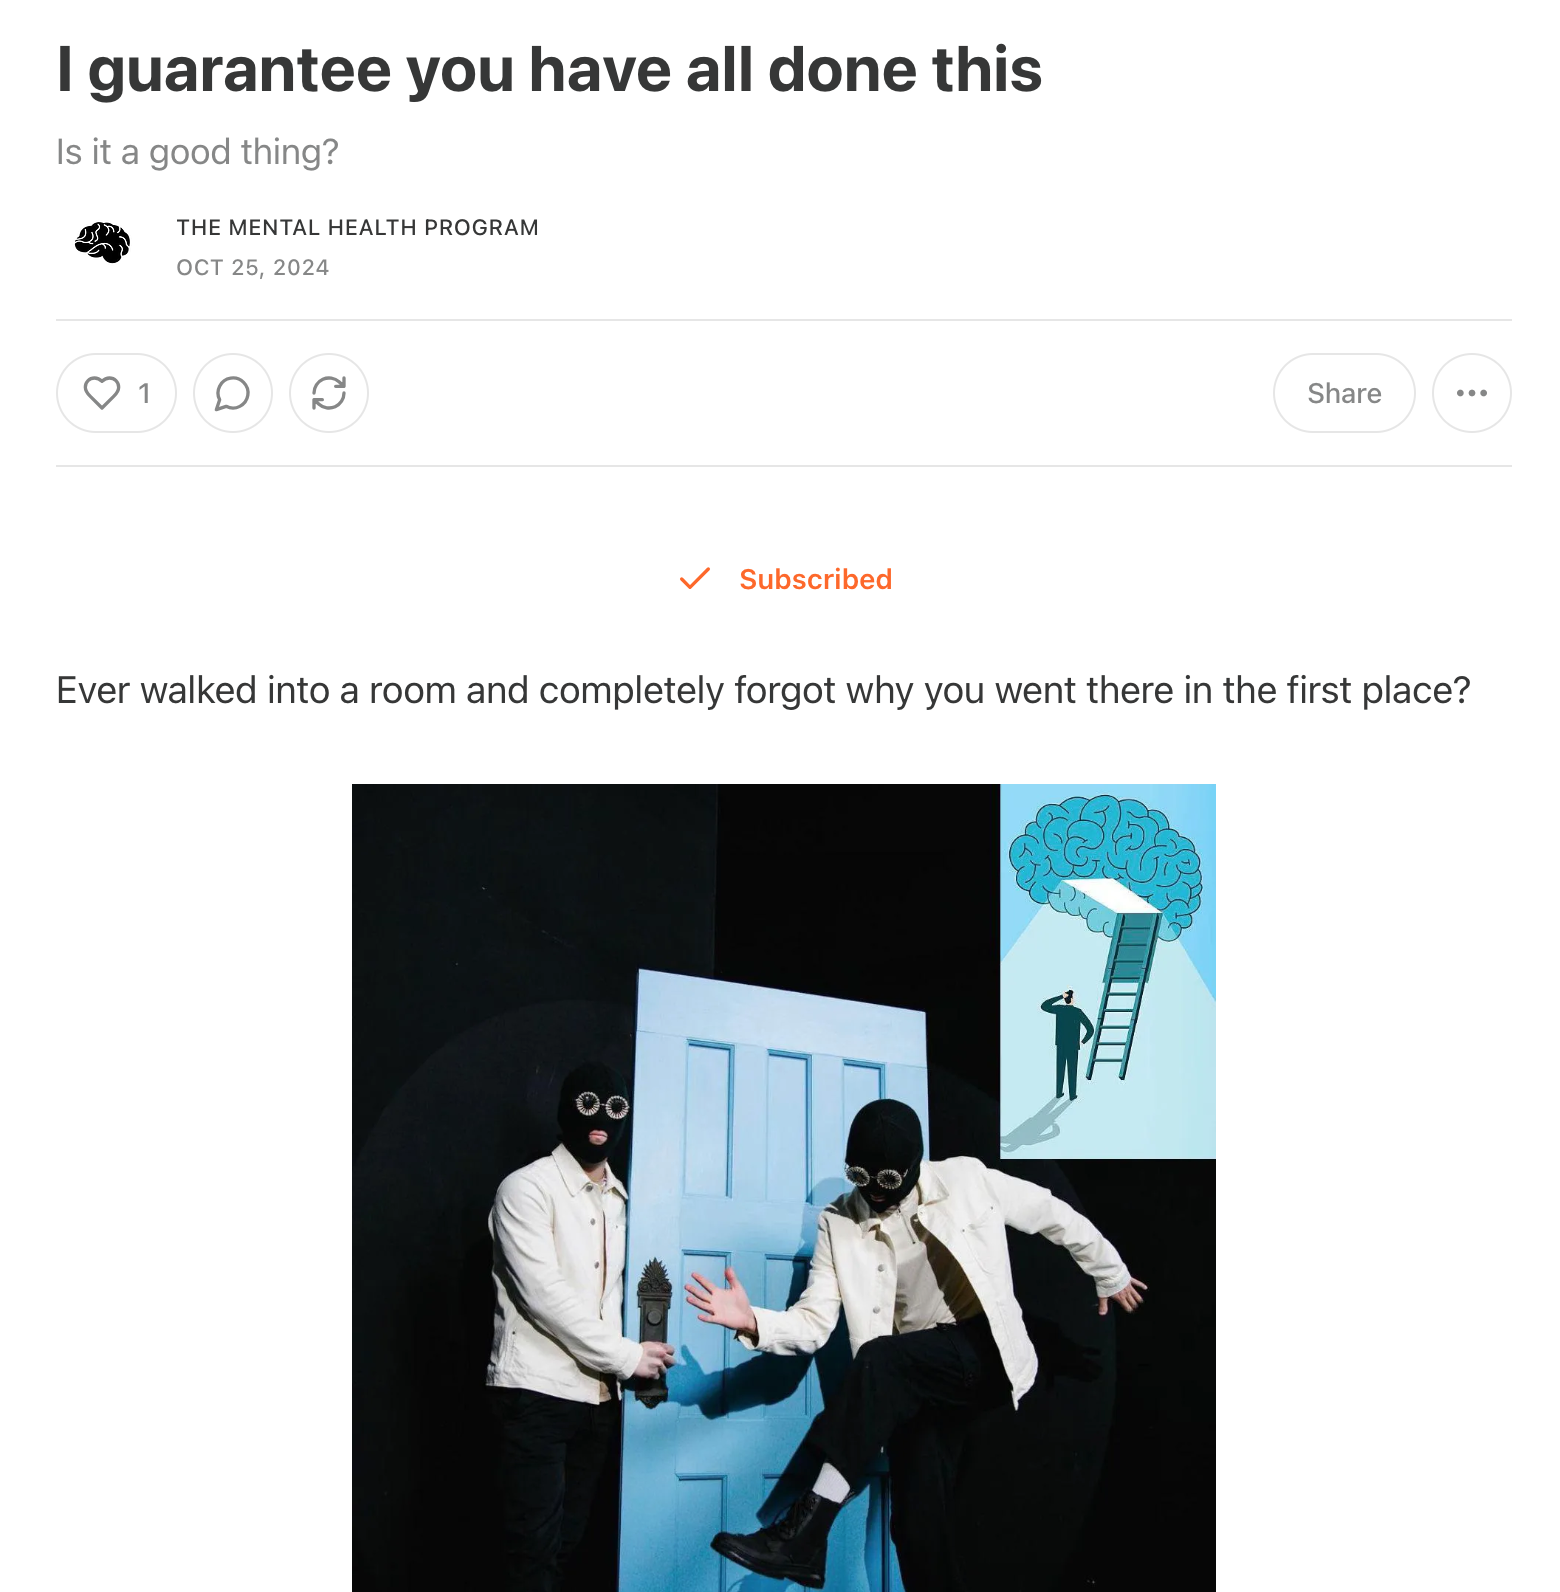 I guarantee you have all done this
Is it a good thing?
THE MENTAL HEALTH PROGRAM
OCT 25, 2024
1
Share
Subscribed
Ever walked into a room and completely forgot why you went there in the first place?